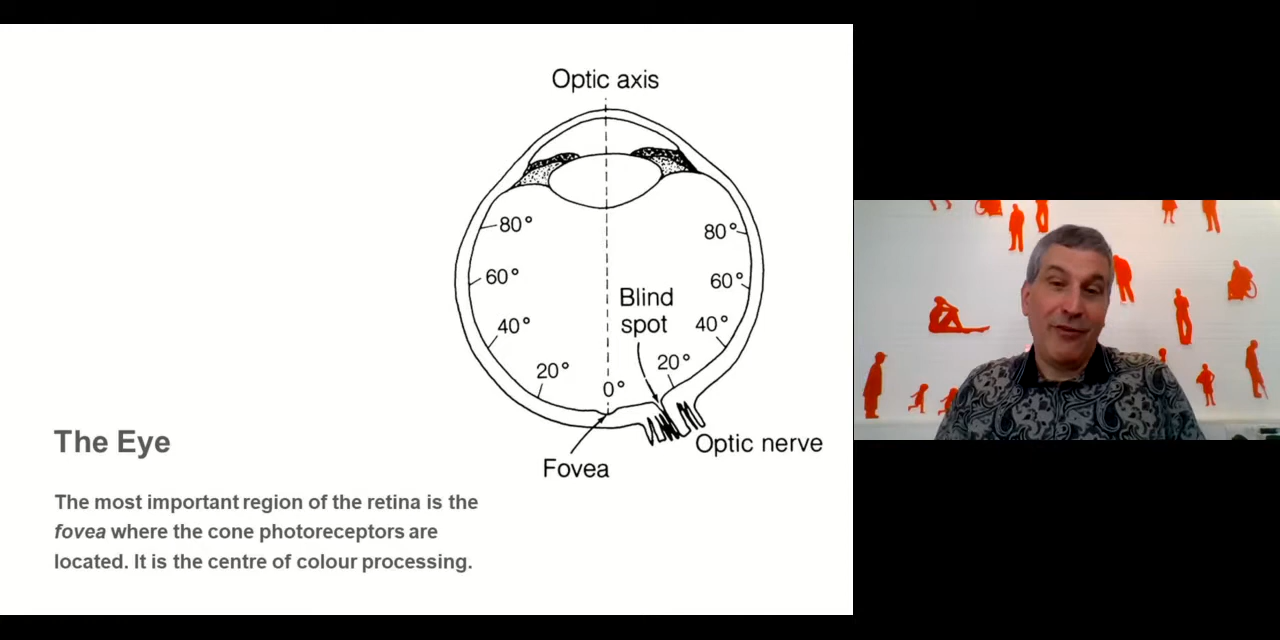 Optic axis
80°
80°
60°
60°
Blind
spot
40°
40°
20°
20°
0°
Optic nerve
Fovea
The Eye
The most important region of the retina is the
fovea where the cone photoreceptors are
located. It is the centre of colour processing.